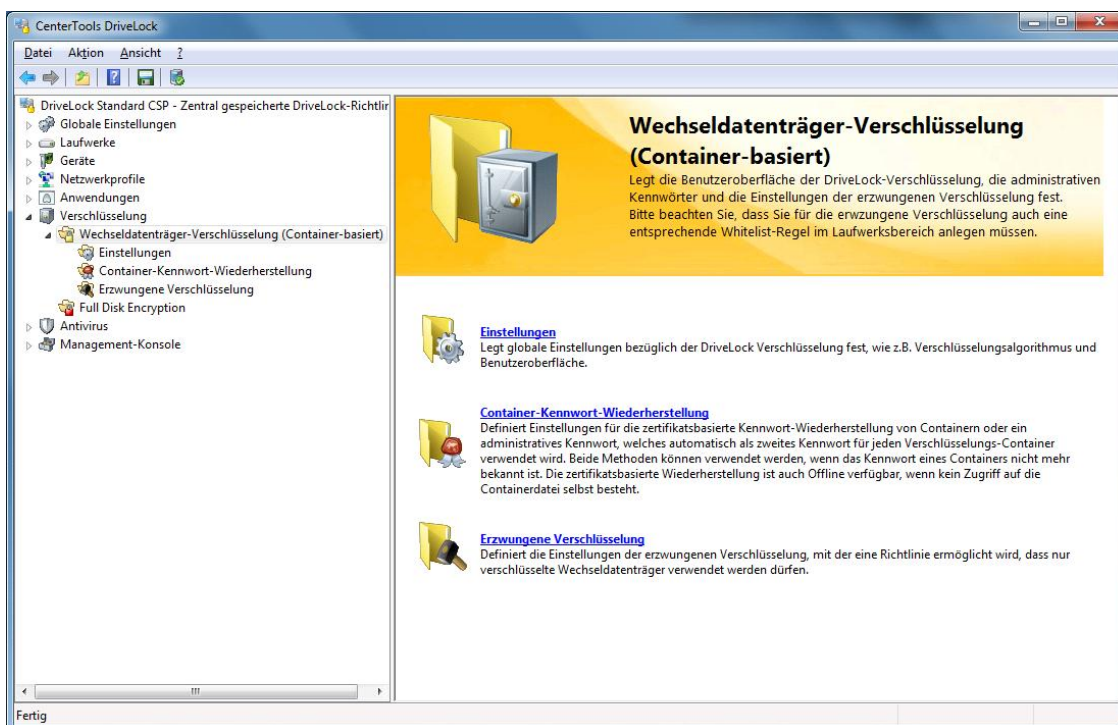 CenterTools DriveLock
Datei Aktion Ansicht ?
DriveLock Standard CSP - Zentral gespeicherte DriveLock-Richtlir
Globale Einstellungen
Laufwerke
Geräte
Netzwerkprofile
Anwendungen
Verschlüsselung
Wechseldatenträger-Verschlüsselung (Container-basiert)
Einstellungen
Container-Kennwort-Wiederherstellung
Erzwungene Verschlüsselung
Full Disk Encryption
Antivirus
Management-Konsole
Wechseldatenträger-Verschlüsselung
(Container-basiert)
Legt die Benutzeroberfläche der DriveLock-Verschlüsselung, die administrativen
Kennwörter und die Einstellungen der erzwungenen Verschlüsselung fest.
Bitte beachten Sie, dass Sie für die erwzungene Verschlüsselung auch eine
entsprechende Whitelist-Regel im Laufwerksbereich anlegen müssen.
Einstellungen
Legt globale Einstellungen bezüglich der DriveLock Verschlüsselung fest, wie z.B. Verschlüsselungsalgorithmus und
Benutzeroberfläche.
Container-Kennwort-Wiederherstellung
Definiert Einstellungen für die zertifikatsbasierte Kennwort-Wiederherstellung von Containern oder ein
administratives Kennwort, welches automatisch als zweites Kennwort für jeden Verschlüsselungs-Container
verwendet wird. Beide Methoden können verwendet werden, wenn das Kennwort eines Containers nicht mehr
bekannt ist. Die zertifikatsbasierte Wiederherstellung ist auch Offline verfügbar, wenn kein Zugriff auf die
Containerdatei selbst besteht.
Erzwungene Verschlüsselung
Definiert die Einstellungen der erzwungenen Verschlüsselung, mit der eine Richtlinie ermöglicht wird, dass nur
verschlüsselte Wechseldatenträger verwendet werden dürfen.
Fertig